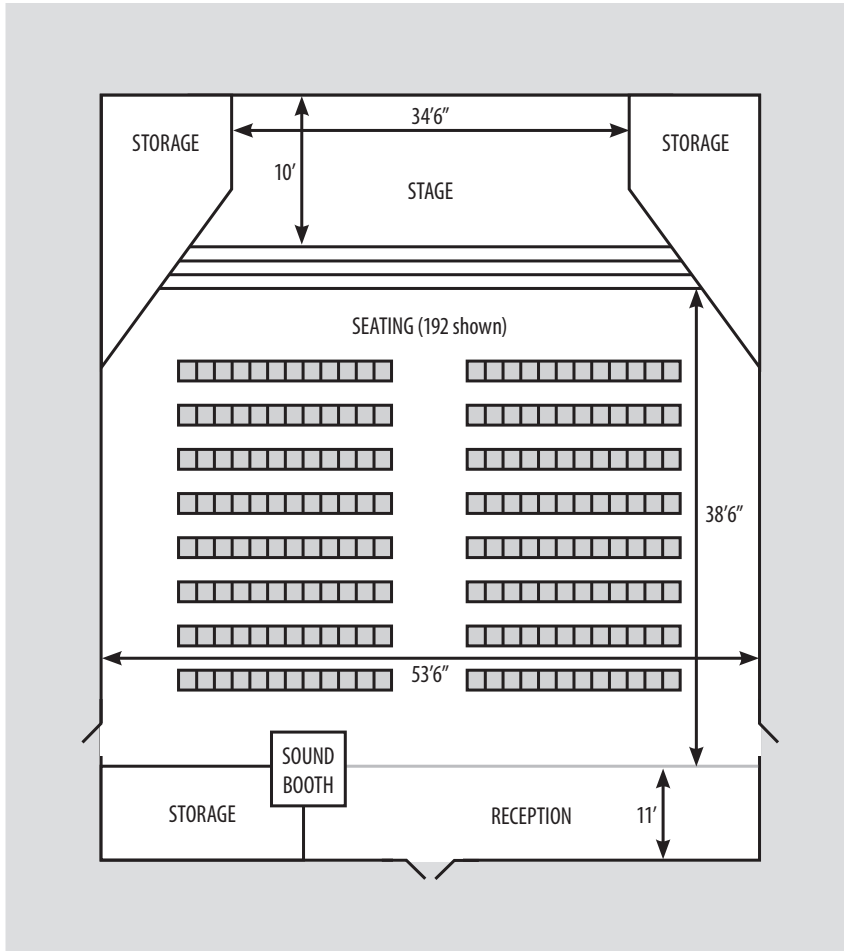 STORAGE
34'6"
STORAGE
10'
STAGE
SEATING (192 shown)
38'6"
53'6"
SOUND
BOOTH
STORAGE
RECEPTION
11'